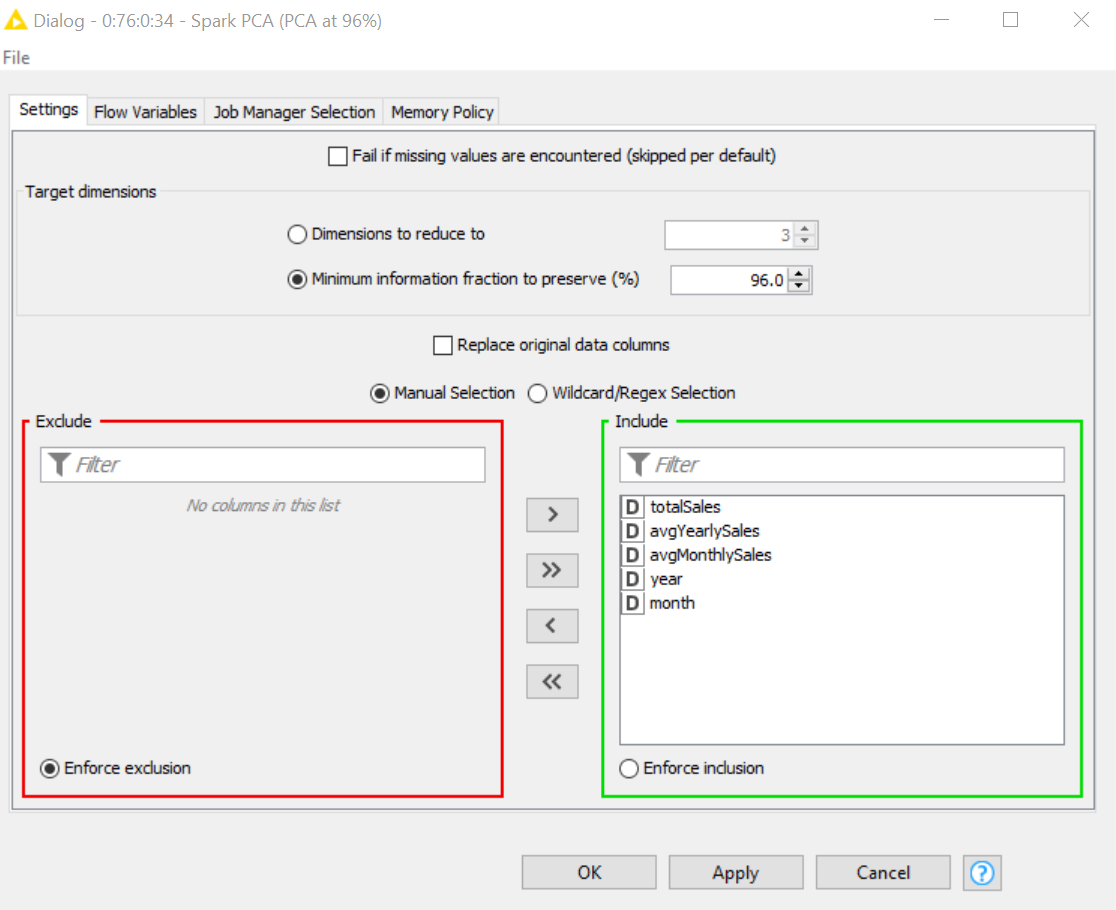 Dialog - 0:76:0:34 - Spark PCA (PCA at 96%)
File
Settings Flow Variables Job Manager Selection Memory Policy
Fail if missing values are encountered (skipped per default)
Target dimensions
Dimensions to reduce to 3
Minimum information fraction to preserve (%) 96.0
Replace original data columns
Manual Selection Wildcard/Regex Selection
Exclude
Filter
No columns in this list
Enforce exclusion
>
>>
<
<<
Include
Filter
D totalSales
D avgYearlySales
D avgMonthlySales
D year
D month
Enforce inclusion
OK Apply Cancel ?